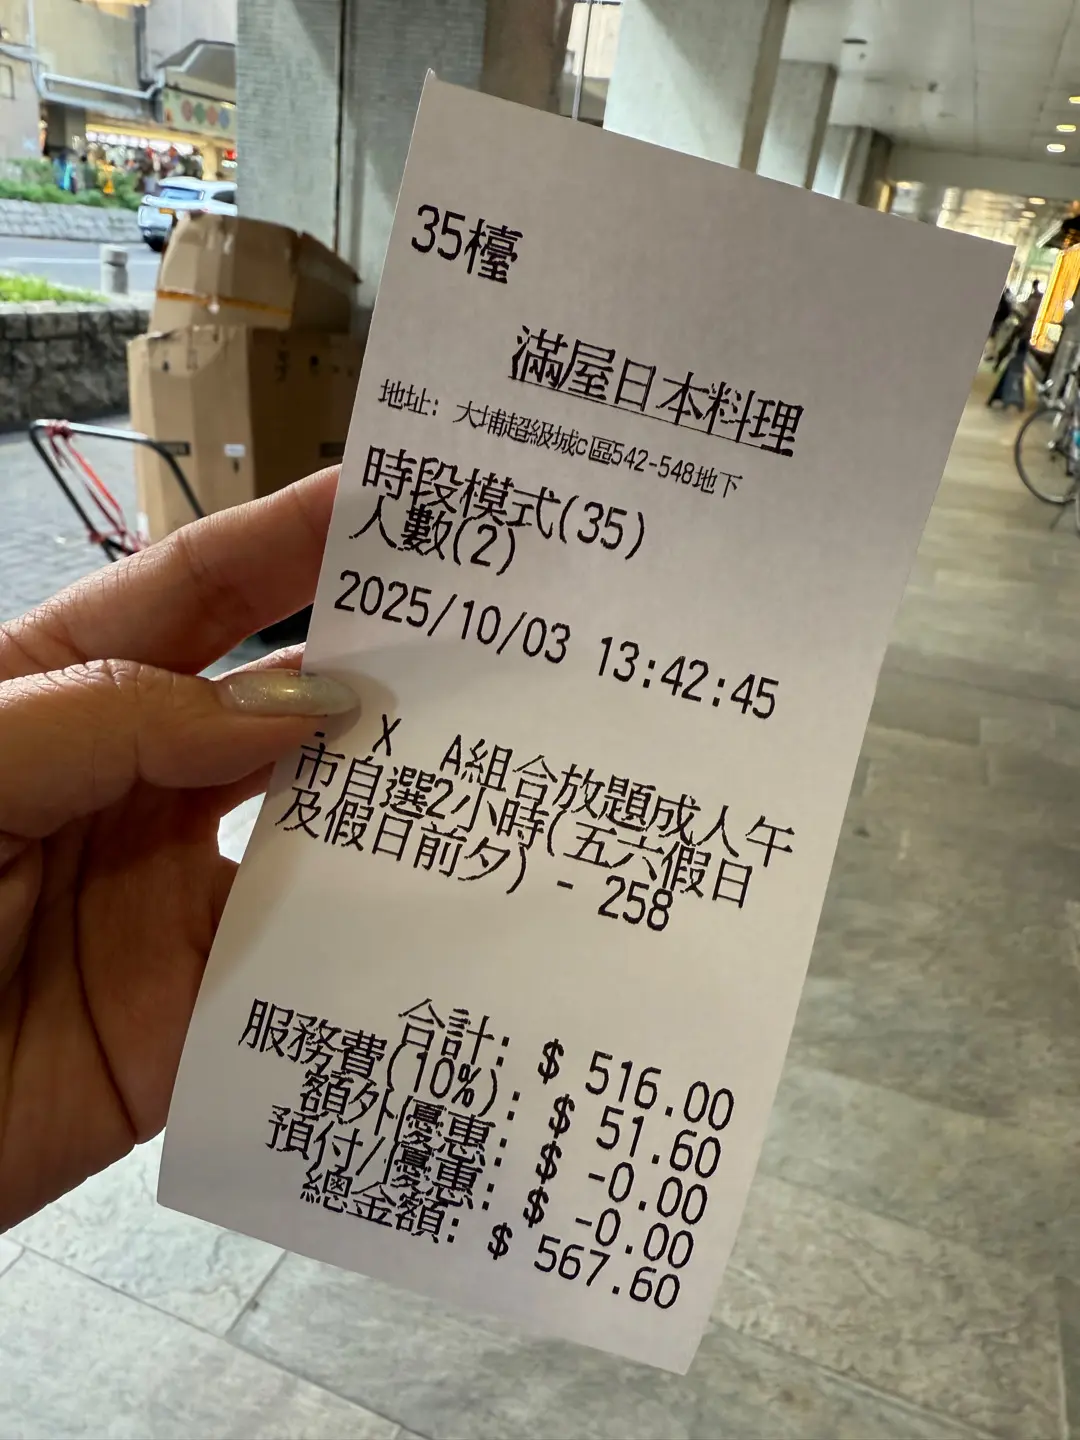 35檯
滿屋日本料理
地址: 大埔超級城c區542-548地下
時段模式(35)
人數(2)
2025/10/03 13:42:45
X A組合放題成人午
市自選2小時(五六假日
及假日前夕) - 258
合計: $ 516.00
服務費(10%): $ 51.60
額外優惠: $ -0.00
預付/優惠: $ -0.00
總金額: $ 567.60